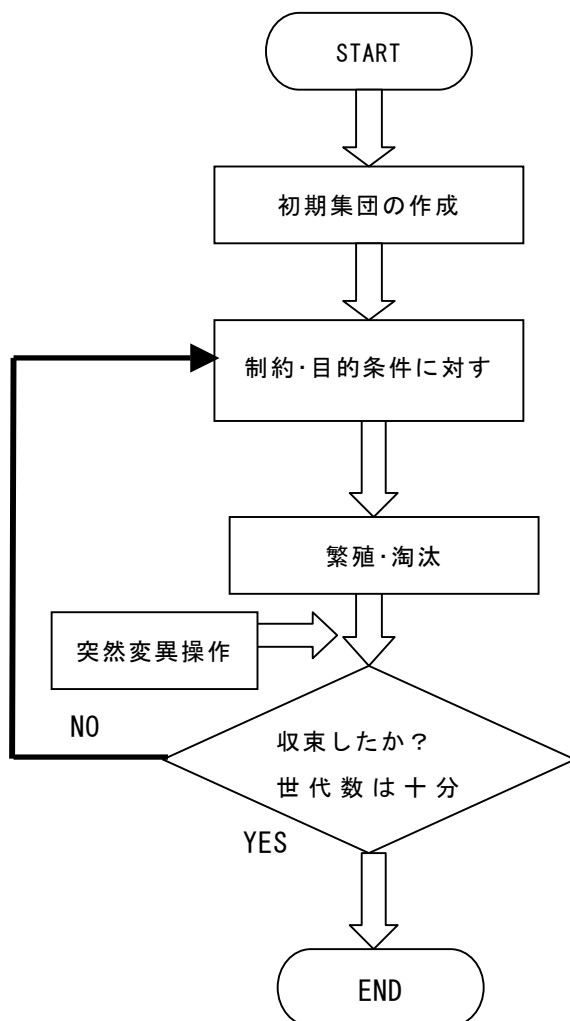 START
初期集団の作成
制約・目的条件に対す
繁殖・淘汰
突然変異操作
NO
収束したか？
世代数は十分
YES
END